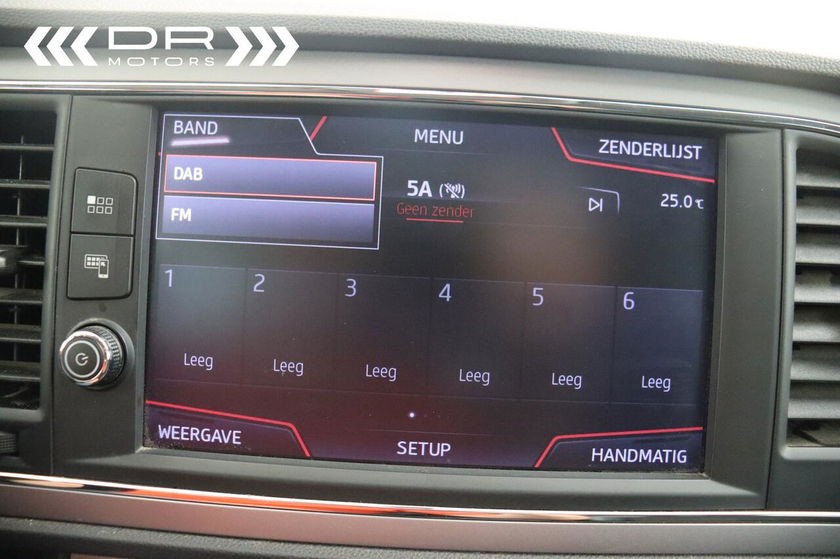 DR
MOTORS
BAND
MENU
ZENDERLIJST
DAB
5A
25.0 °C
FM
Geen zender
1
2
3
4
5
6
Leeg
Leeg
Leeg
Leeg
Leeg
Leeg
WEERGAVE
SETUP
HANDMATIG